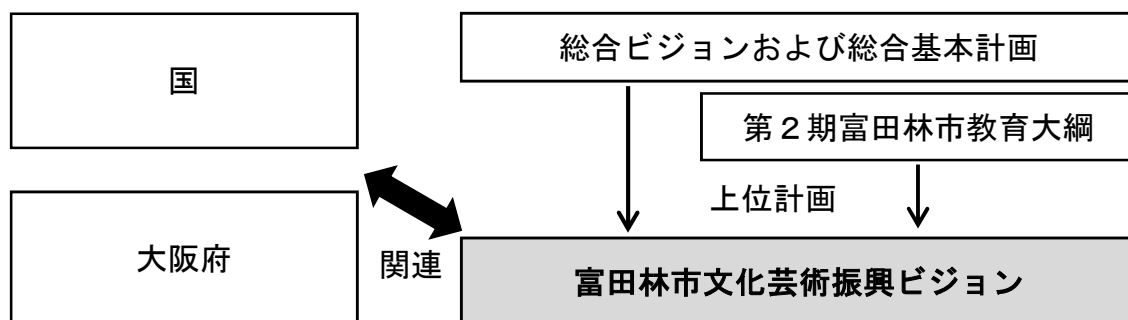 国
総合ビジョンおよび総合基本計画
第２期富田林市教育大綱
上位計画
大阪府
関連
富田林市文化芸術振興ビジョン